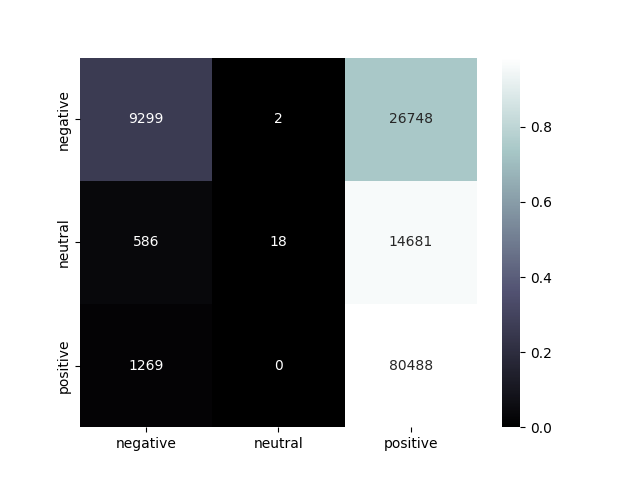 negative 9299 2 26748
neutral 586 18 14681
positive 1269 0 80488
negative neutral positive
0.8
0.6
0.4
0.2
0.0